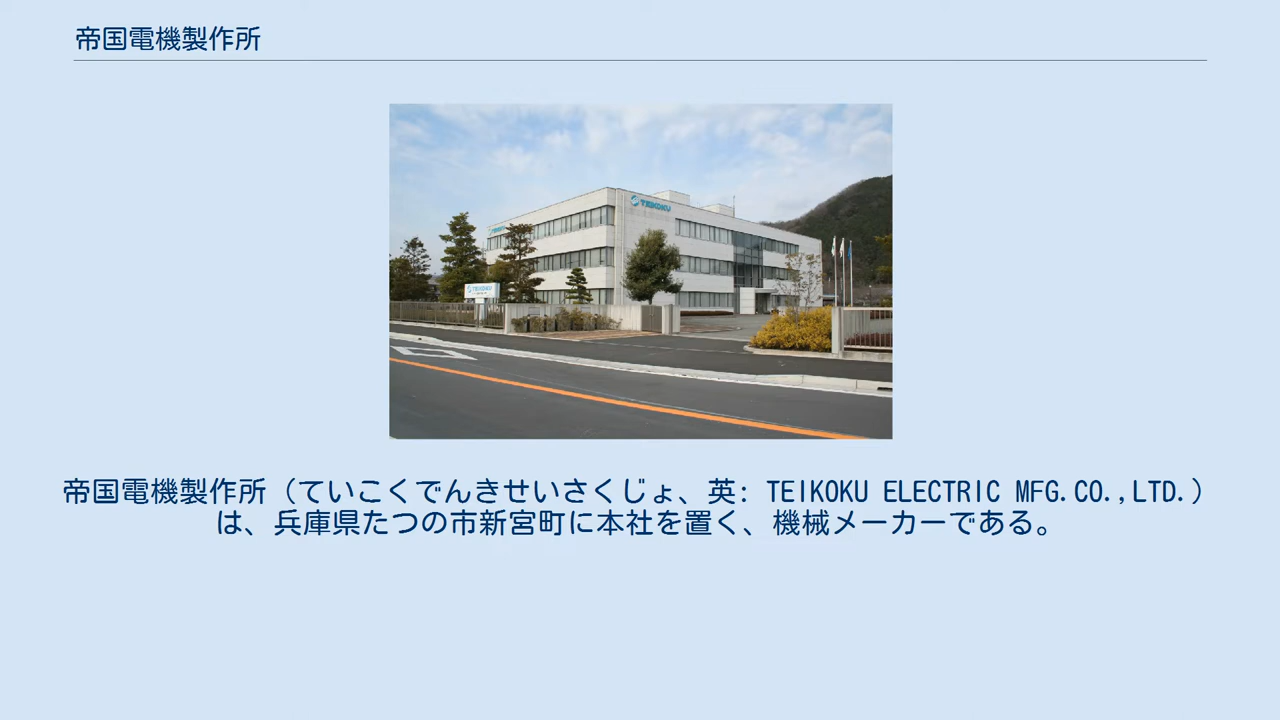 帝国電機製作所
TEIKOKU
TEIKOKU
帝国電機製作所（ていこくでんきせいさくじょ、英: TEIKOKU ELECTRIC MFG.CO.,LTD.）
は、兵庫県たつの市新宮町に本社を置く、機械メーカーである。